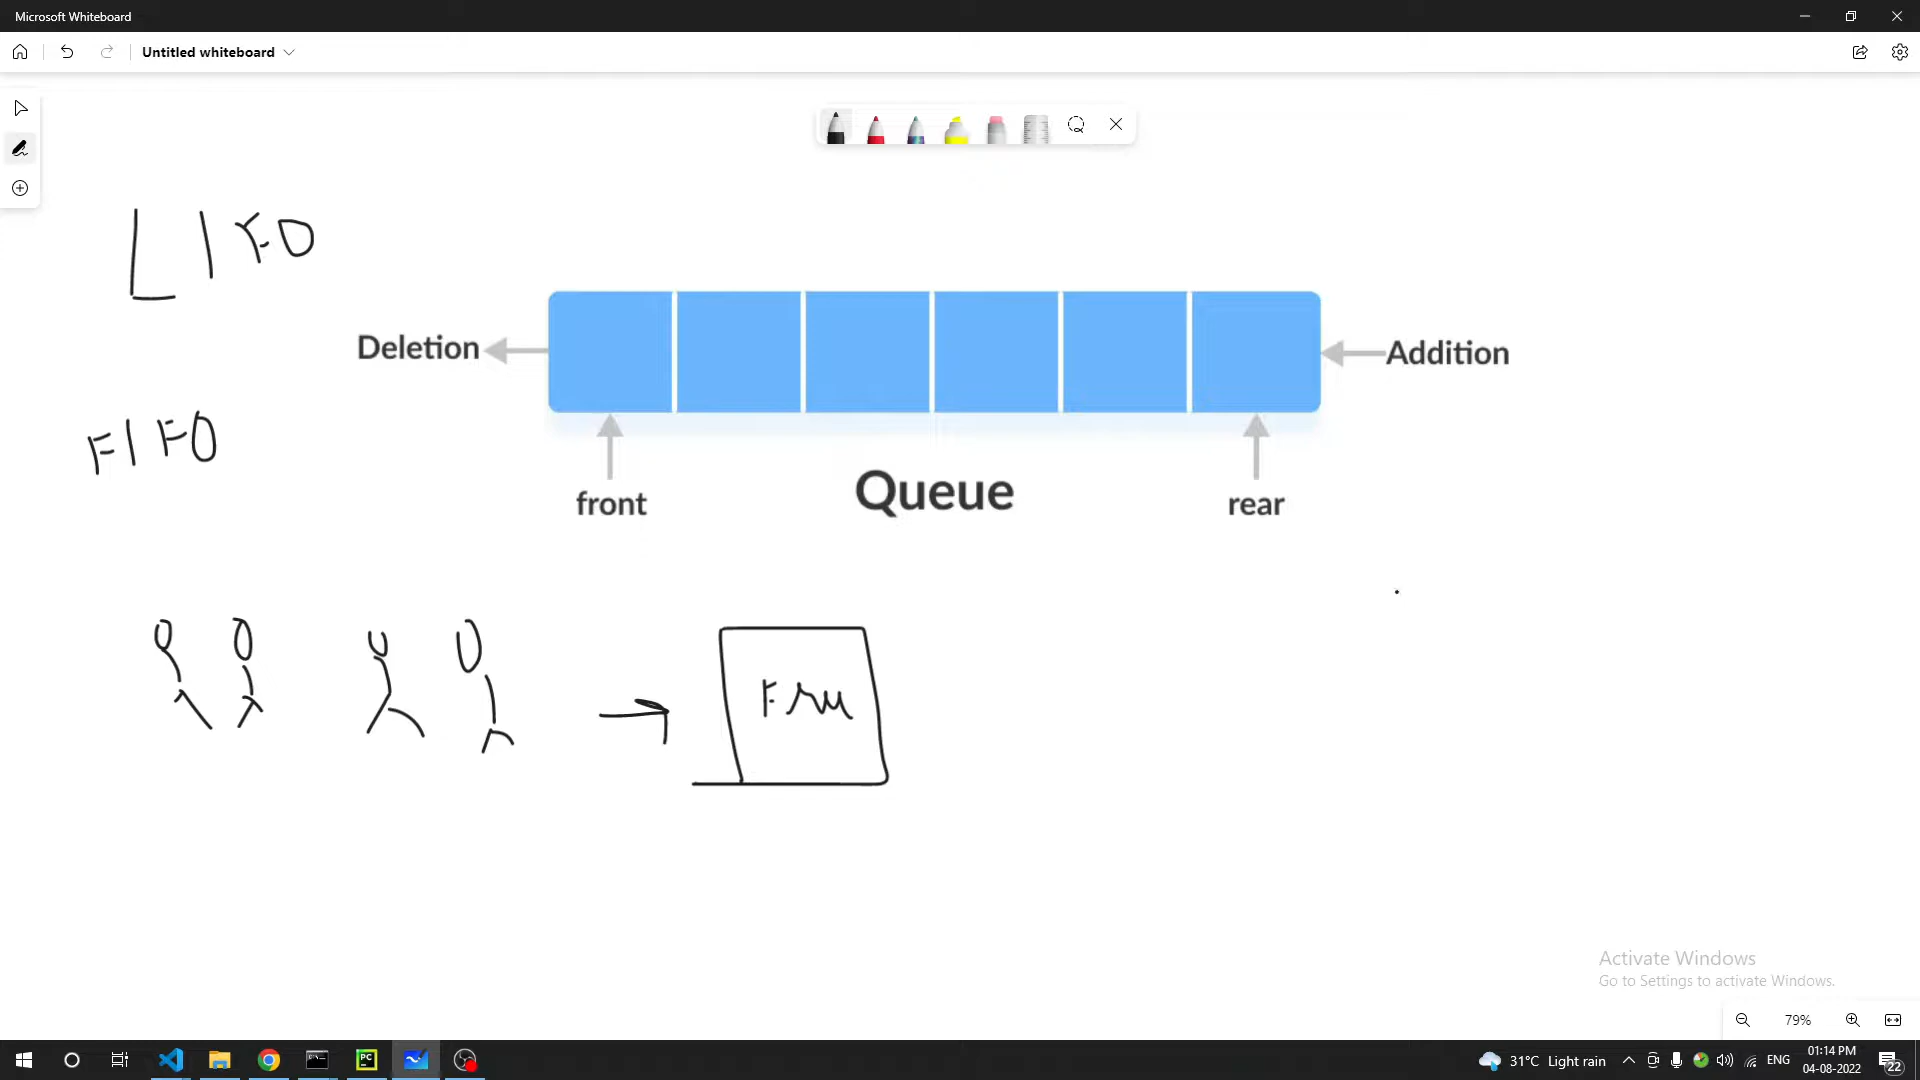 Microsoft Whiteboard
Untitled whiteboard
LIFO
Deletion
Addition
FIFO
front
Queue
rear
Activate Windows
Go to Settings to activate Windows.
79%
31°C Light rain
ENG
01:14 PM
04-08-2022
22